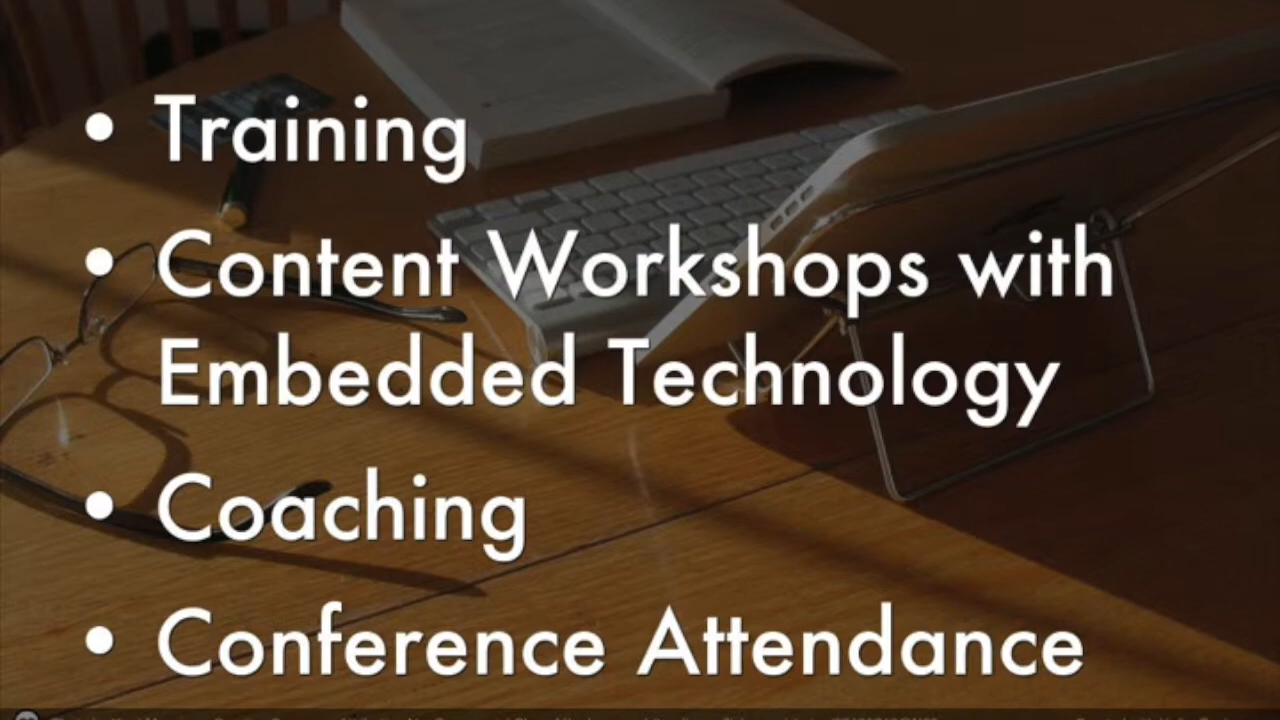 • Training
• Content Workshops with
Embedded Technology
• Coaching
• Conference Attendance